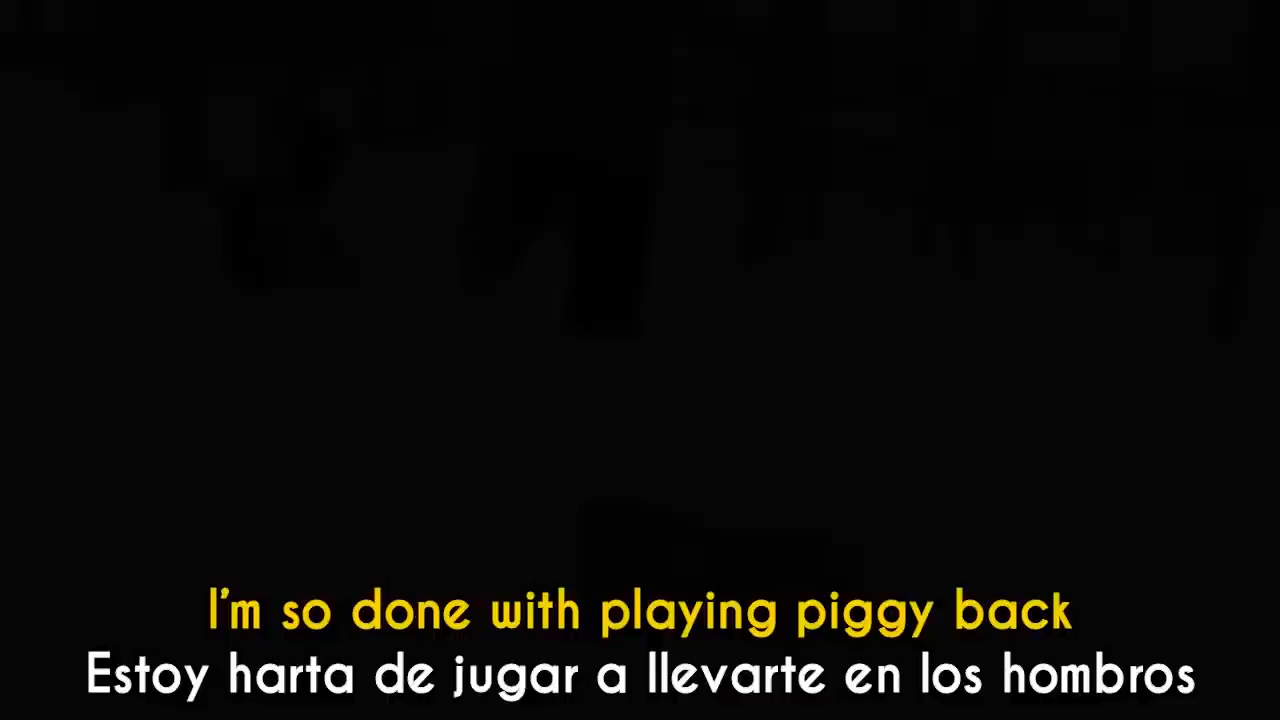 I'm so done with playing piggy back
Estoy harta de jugar a llevarte en los hombros